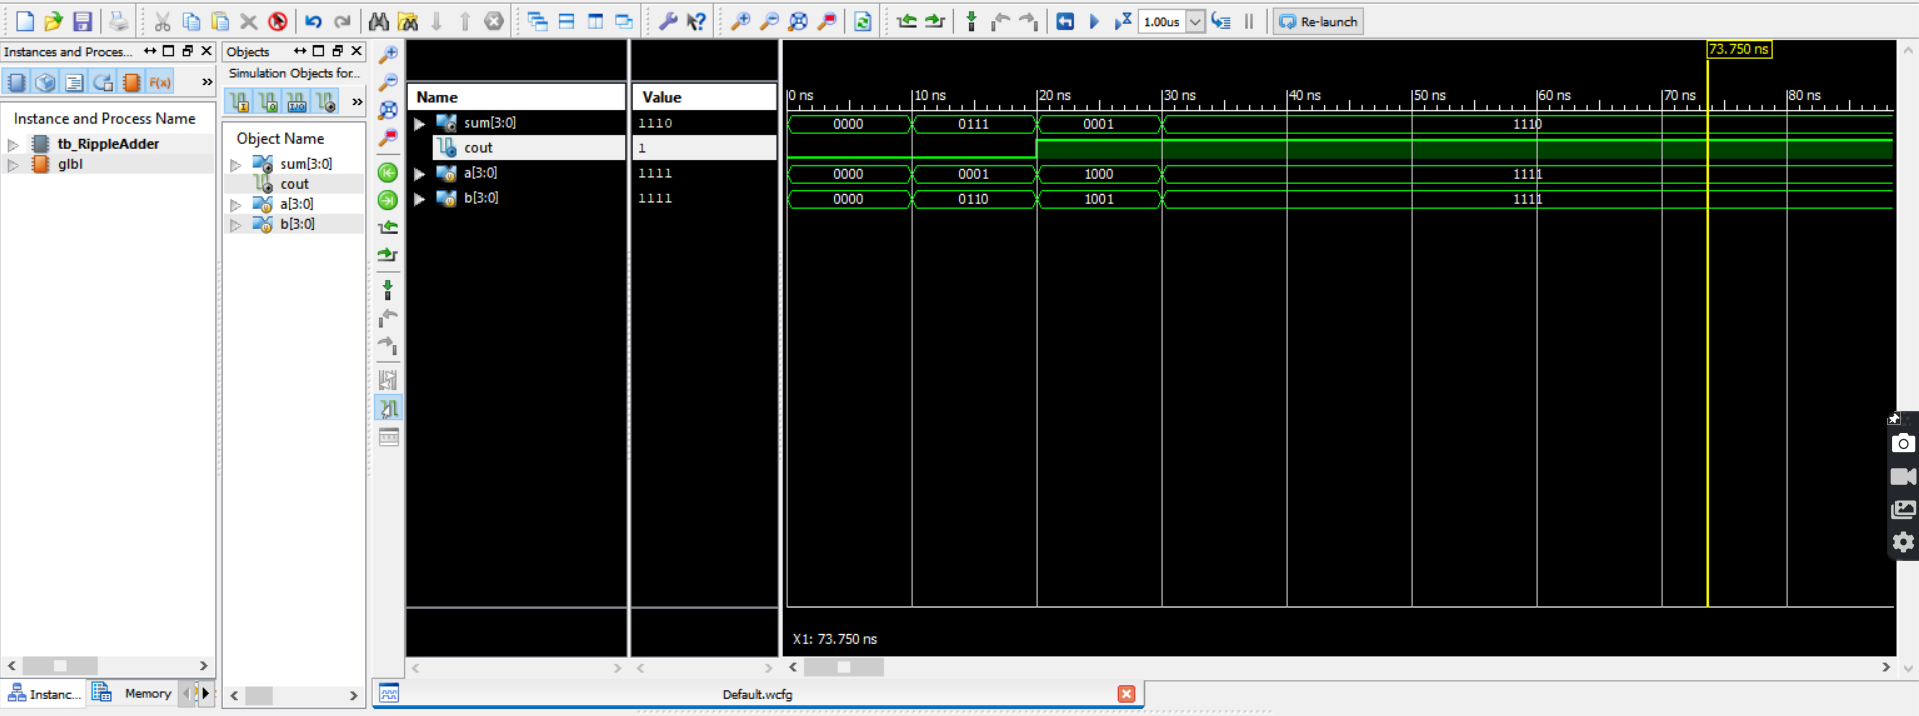 1.00us
Re-launch
Instances and Proces...
Objects
Simulation Objects for...
F(x)
Instance and Process Name
tb_RippleAdder
glbl
Object Name
sum[3:0]
cout
a[3:0]
b[3:0]
Name
Value
sum[3:0]
1110
cout
1
a[3:0]
1111
b[3:0]
1111
73.750 ns
0 ns
10 ns
20 ns
30 ns
40 ns
50 ns
60 ns
70 ns
80 ns
0000
0111
0001
1110
0000
0001
1000
1111
0000
0110
1001
1111
X1: 73.750 ns
Instanc...
Memory
Default.wcfg